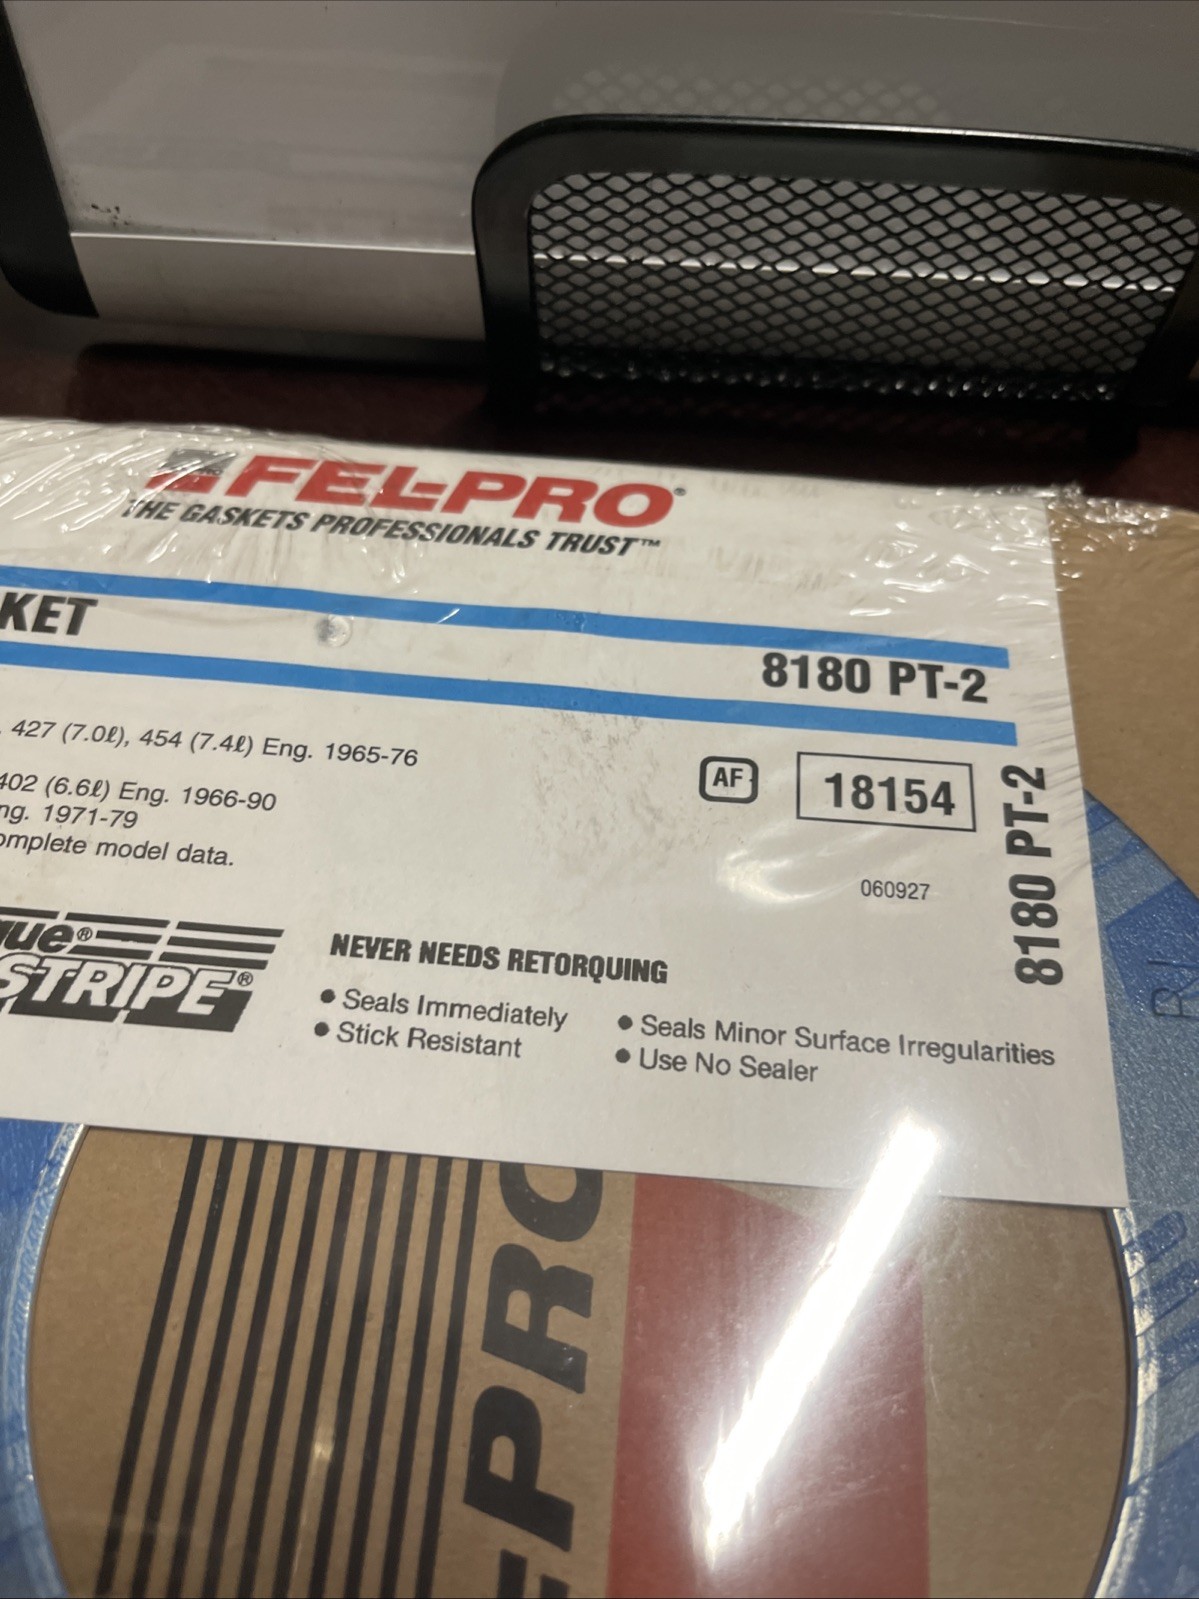 FEL-PRO®
THE GASKETS PROFESSIONALS TRUST™
KET
8180 PT-2
427 (7.0ℓ), 454 (7.4ℓ) Eng. 1965-76
402 (6.6ℓ) Eng. 1966-90
ng. 1971-79
omplete model data.
AF
18154
060927
8180 PT-2
que®
STRIPE®
NEVER NEEDS RETORQUING
• Seals Immediately
• Stick Resistant
• Seals Minor Surface Irregularities
• Use No Sealer
PRO